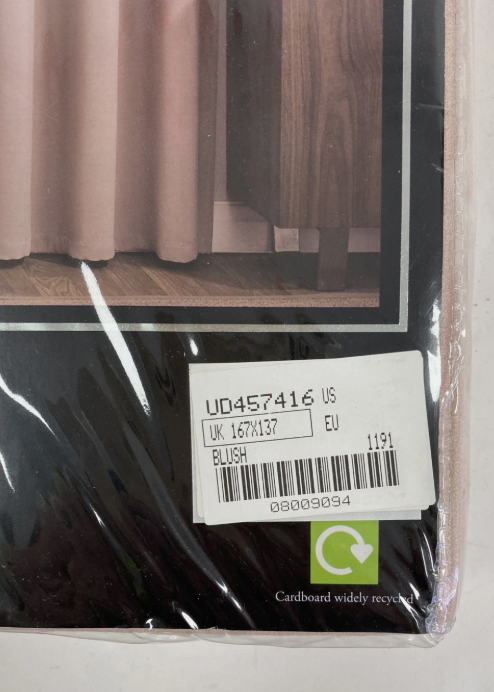 UD457416 US
UK 167X137 EU
BLUSH 1191
08009094
Cardboard widely recycled